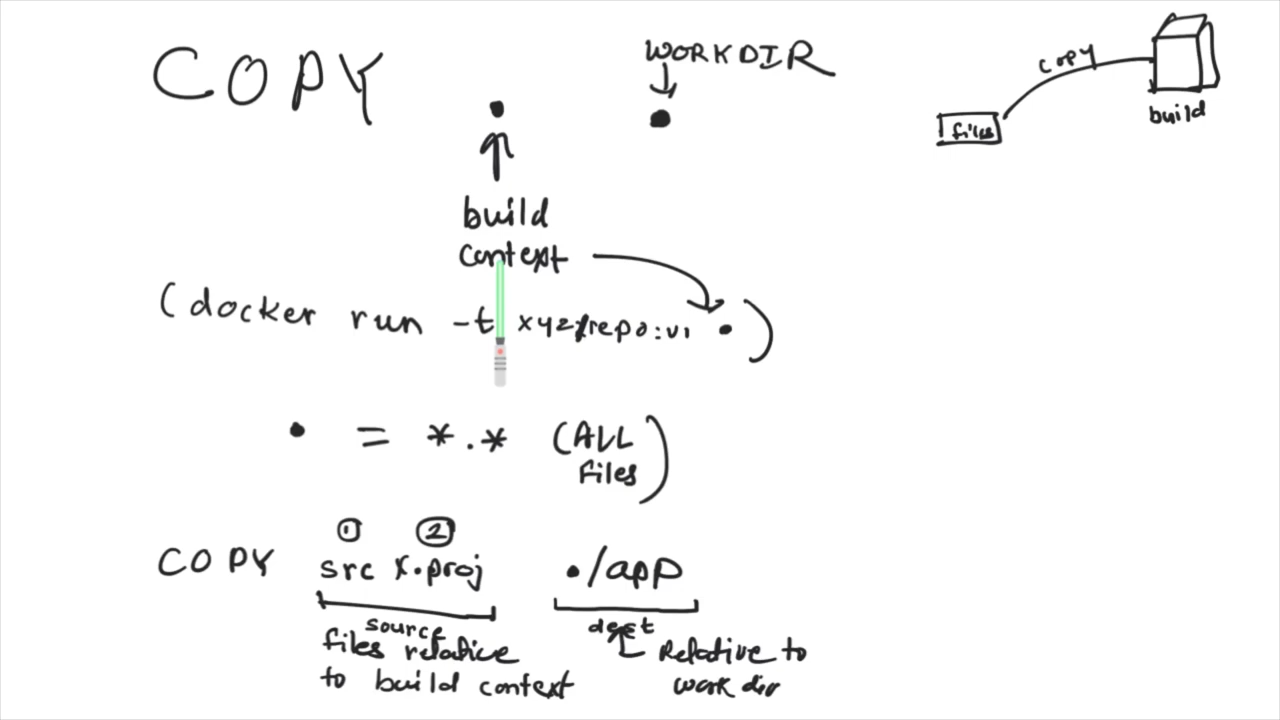 COPY
WORKDIR
copy
files
build
build
context
(docker run -t xyz/repo:v1 .)
. = *.* (ALL
files)
1 2
COPY src x.proj ./app
source
dest
files relative
to build context
Relative to
work dir